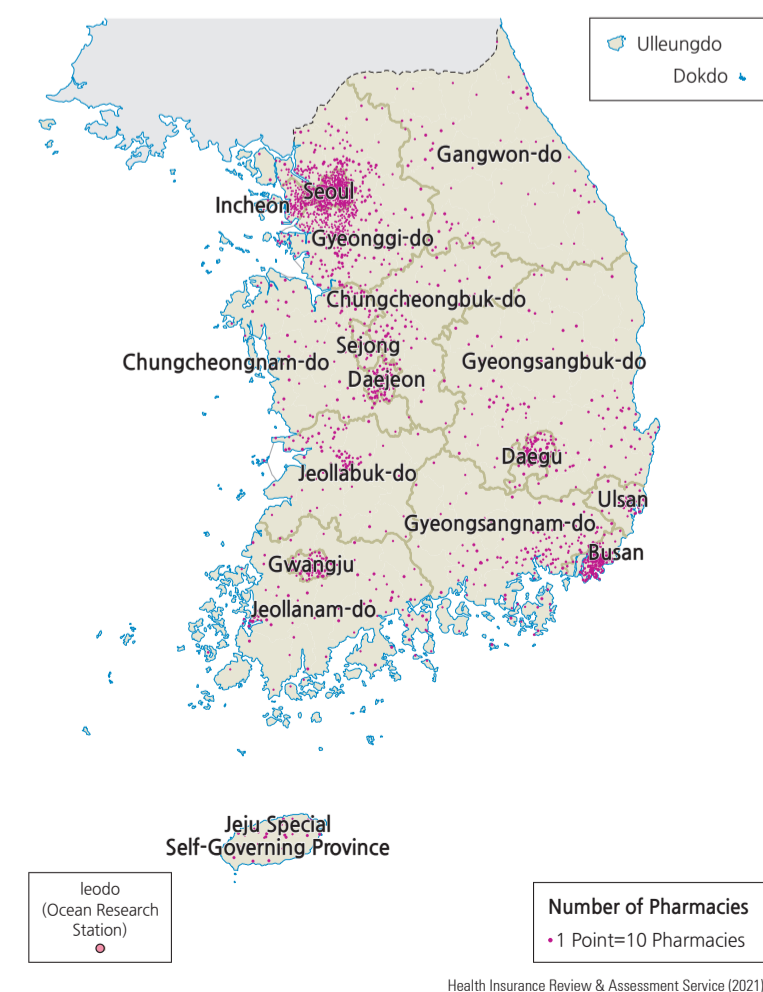 Ulleungdo
Dokdo
Gangwon-do
Seoul
Incheon
Gyeonggi-do
Chungcheongbuk-do
Sejong
Chungcheongnam-do
Gyeongsangbuk-do
Daejeon
Daegu
Jeollabuk-do
Ulsan
Gyeongsangnam-do
Busan
Gwangju
Jeollanam-do
Jeju Special
Self-Governing Province
Ieodo
(Ocean Research
Station)
Number of Pharmacies
1 Point=10 Pharmacies
Health Insurance Review & Assessment Service (2021)